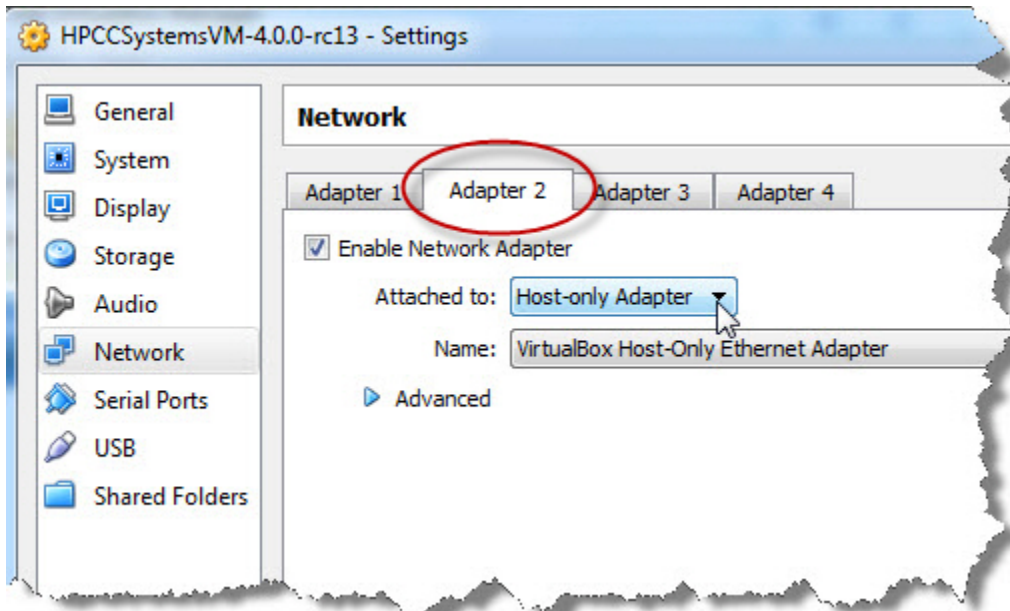 HPCCSystemsVM-4.0.0-rc13 - Settings
General
System
Display
Storage
Audio
Network
Serial Ports
USB
Shared Folders
Network
Adapter 1
Adapter 2
Adapter 3
Adapter 4
Enable Network Adapter
Attached to: Host-only Adapter
Name: VirtualBox Host-Only Ethernet Adapter
Advanced